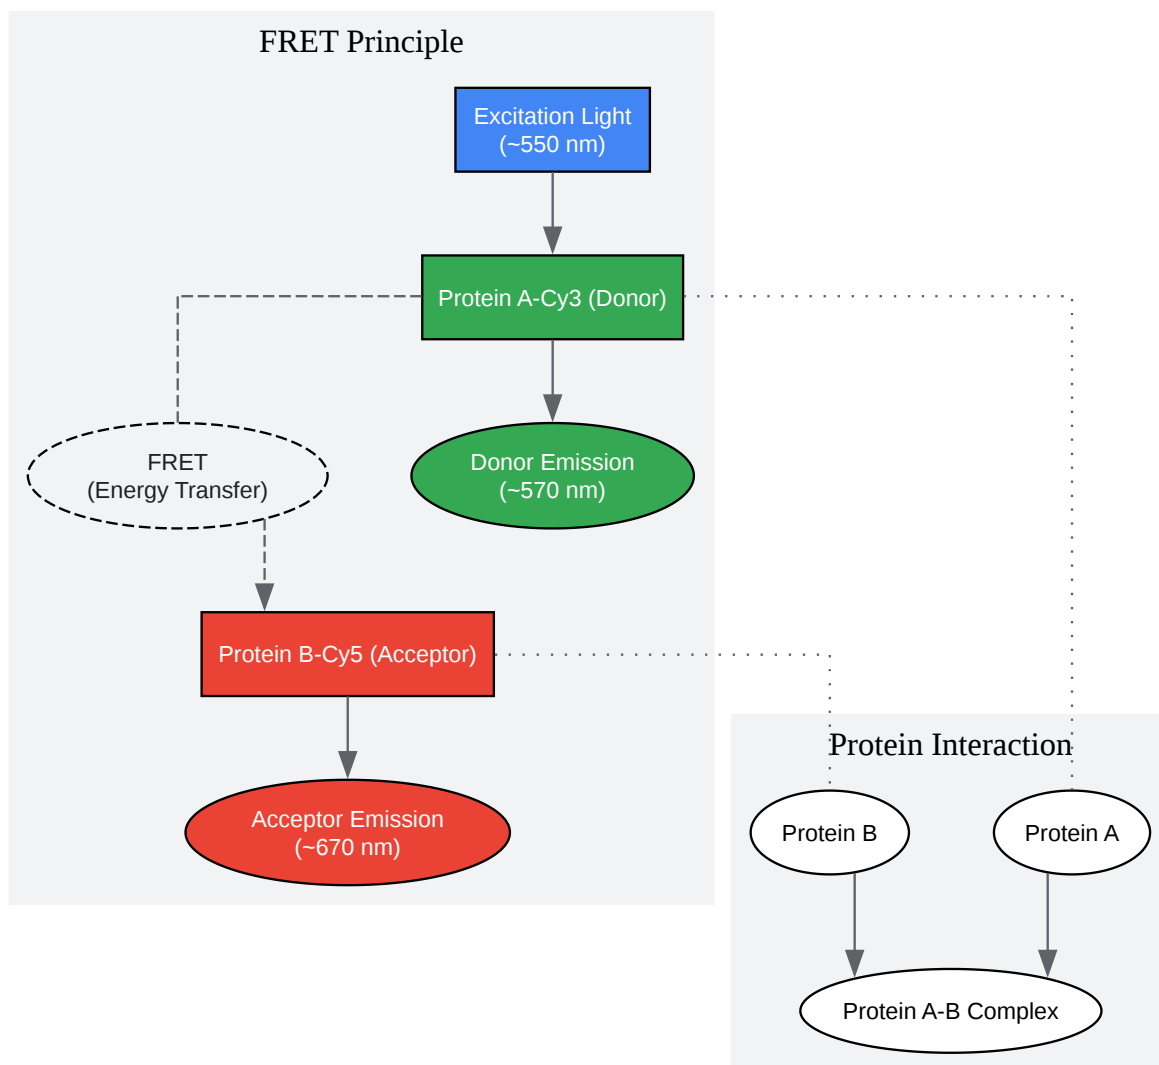 FRET Principle
Excitation Light
(~550 nm)
Protein A-Cy3 (Donor)
FRET
(Energy Transfer)
Donor Emission
(~570 nm)
Protein B-Cy5 (Acceptor)
Acceptor Emission
(~670 nm)
Protein Interaction
Protein B
Protein A
Protein A-B Complex